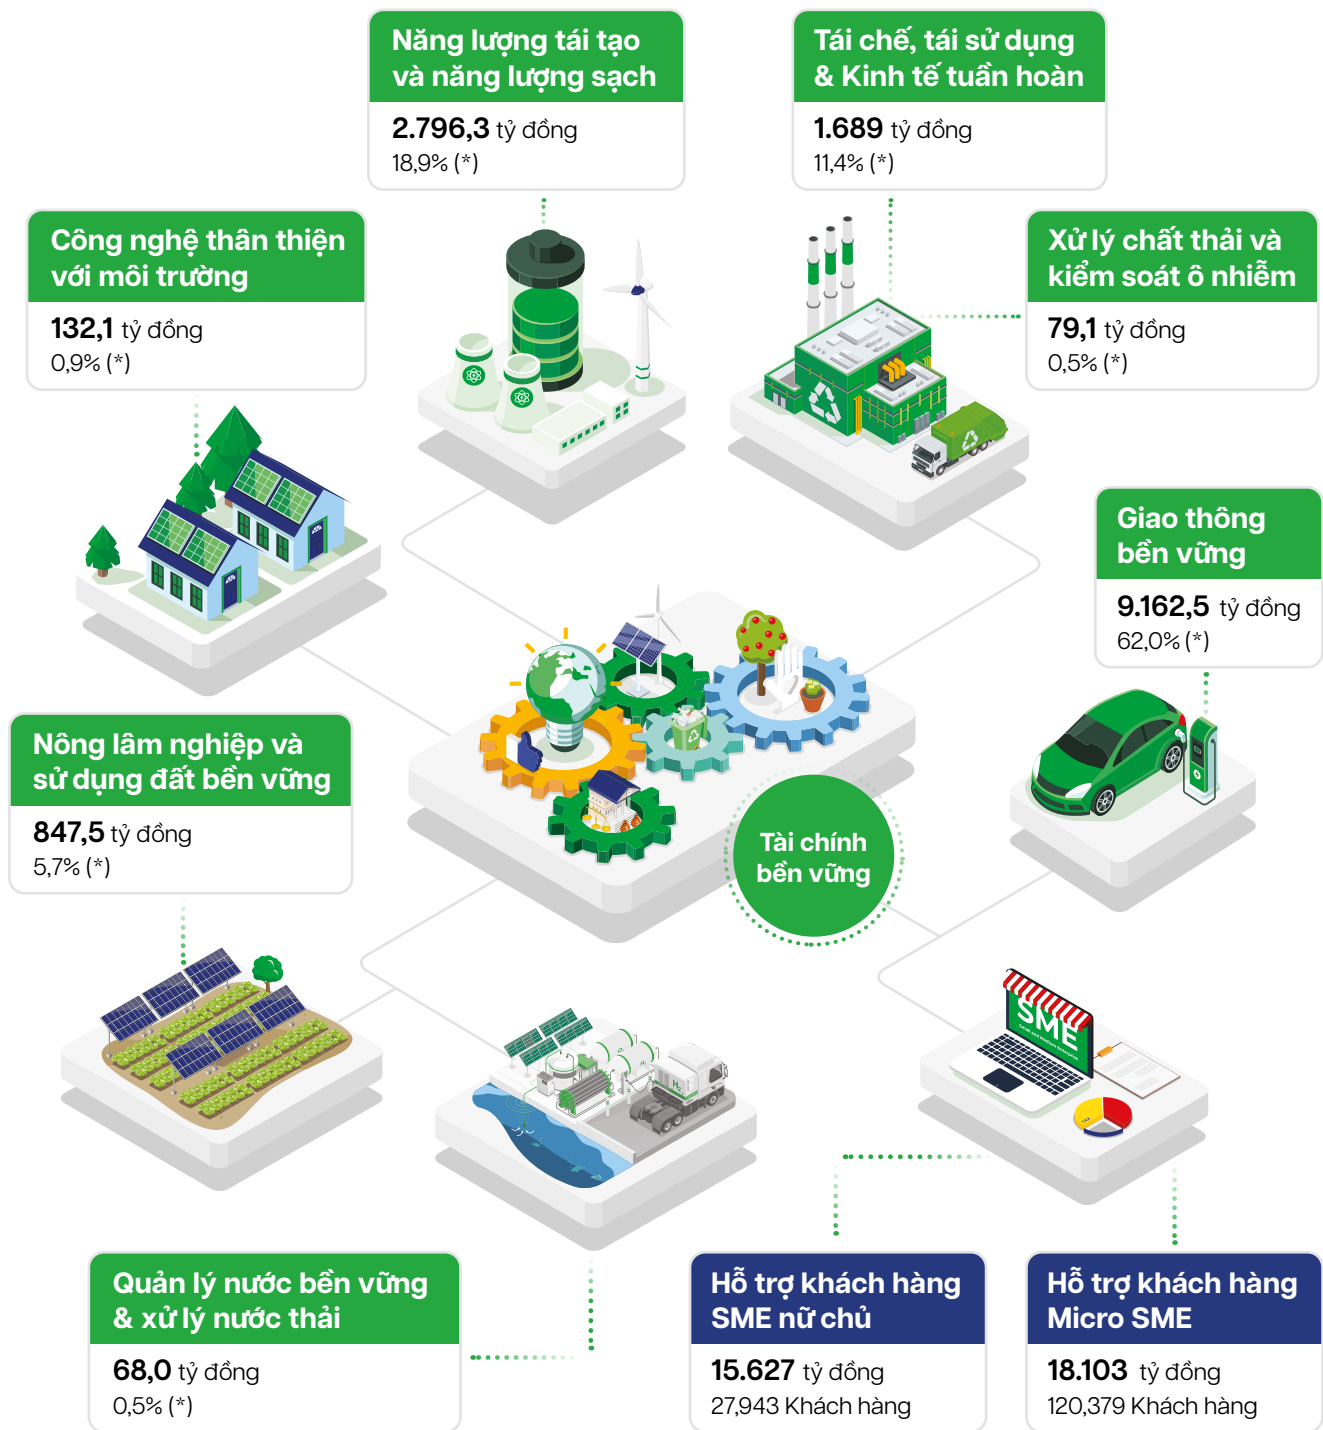 Năng lượng tái tạo
và năng lượng sạch
2.796,3 tỷ đồng
18,9% (*)
Tái chế, tái sử dụng
& Kinh tế tuần hoàn
1.689 tỷ đồng
11,4% (*)
Công nghệ thân thiện
với môi trường
132,1 tỷ đồng
0,9% (*)
Xử lý chất thải và
kiểm soát ô nhiễm
79,1 tỷ đồng
0,5% (*)
Giao thông
bền vững
9.162,5 tỷ đồng
62,0% (*)
Nông lâm nghiệp và
sử dụng đất bền vững
847,5 tỷ đồng
5,7% (*)
Tài chính
bền vững
SME
Small and Medium Enterprise
H2
Quản lý nước bền vững
& xử lý nước thải
68,0 tỷ đồng
0,5% (*)
Hỗ trợ khách hàng
SME nữ chủ
15.627 tỷ đồng
27,943 Khách hàng
Hỗ trợ khách hàng
Micro SME
18.103 tỷ đồng
120,379 Khách hàng